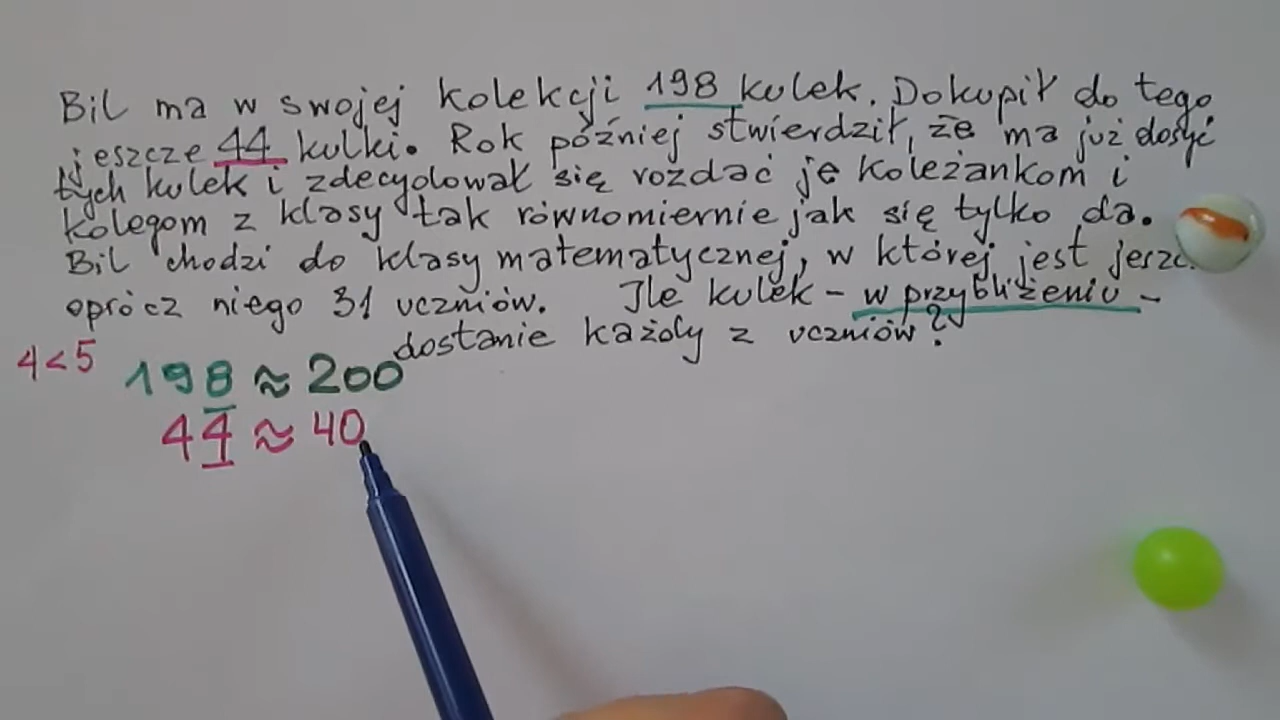 Bil ma w swojej kolekcji 198 kulek. Dokupił do tego
jeszcze 44 kulki. Rok później stwierdził, że ma już dosyć
tych kulek i zdecydował się rozdać je koleżankom i
kolegom z klasy tak równomiernie jak się tylko da.
Bil chodzi do klasy matematycznej, w której jest jeszc
oprócz niego 31 uczniów. Ile kulek - w przybliżeniu -
dostanie każdy z uczniów?
4<5 198 ≈ 200
44 ≈ 40